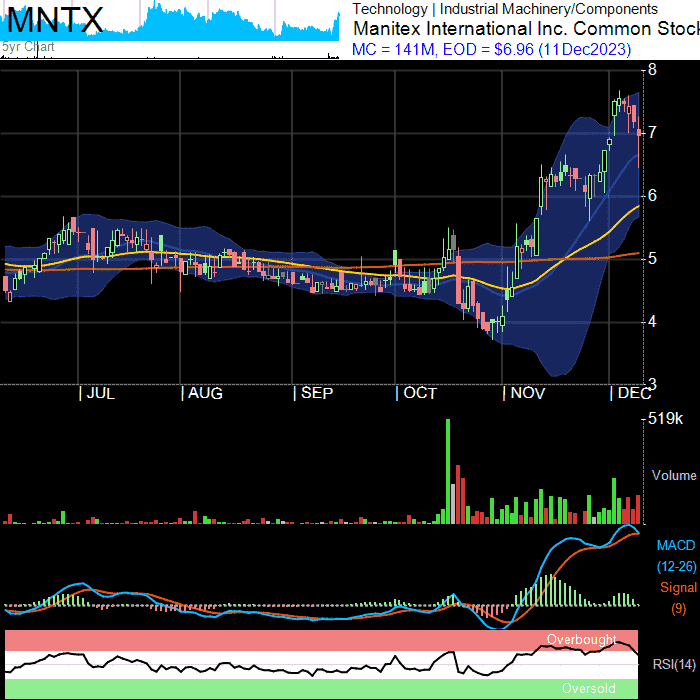 MNTX
5yr Chart
Technology | Industrial Machinery/Components
Manitex International Inc. Common Stoc
MC = 141M, EOD = $6.96 (11Dec2023)
8
7
6
5
4
3
JUL
AUG
SEP
OCT
NOV
DEC
519k
Volume
MACD
(12-26)
Signal
(9)
Overbought
RSI(14)
Oversold